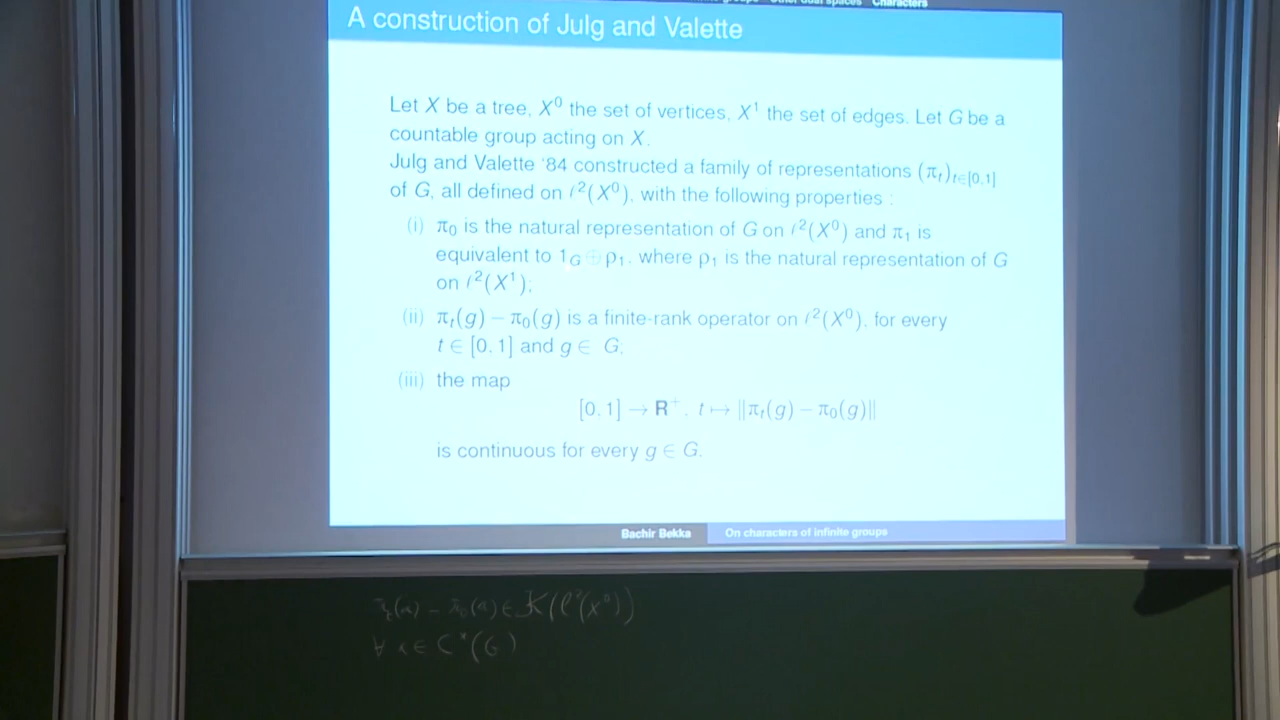 Other dual spaces Characters
A construction of Julg and Valette
Let X be a tree, X⁰ the set of vertices, X¹ the set of edges. Let G be a
countable group acting on X.
Julg and Valette '84 constructed a family of representations (π_t)_{t∈[0,1]}
of G, all defined on ℓ²(X⁰), with the following properties :
(i) π₀ is the natural representation of G on ℓ²(X⁰) and π₁ is
equivalent to 1_G ⊕ ρ₁, where ρ₁ is the natural representation of G
on ℓ²(X¹);
(ii) π_t(g) − π₀(g) is a finite-rank operator on ℓ²(X⁰), for every
t ∈ [0, 1] and g ∈ G;
(iii) the map
[0, 1] → R⁺, t ↦ ‖π_t(g) − π₀(g)‖
is continuous for every g ∈ G.
Bachir Bekka On characters of infinite groups
π_t(a) − π₀(a) ∈ K(ℓ²(X⁰))
∀ a ∈ C*(G)